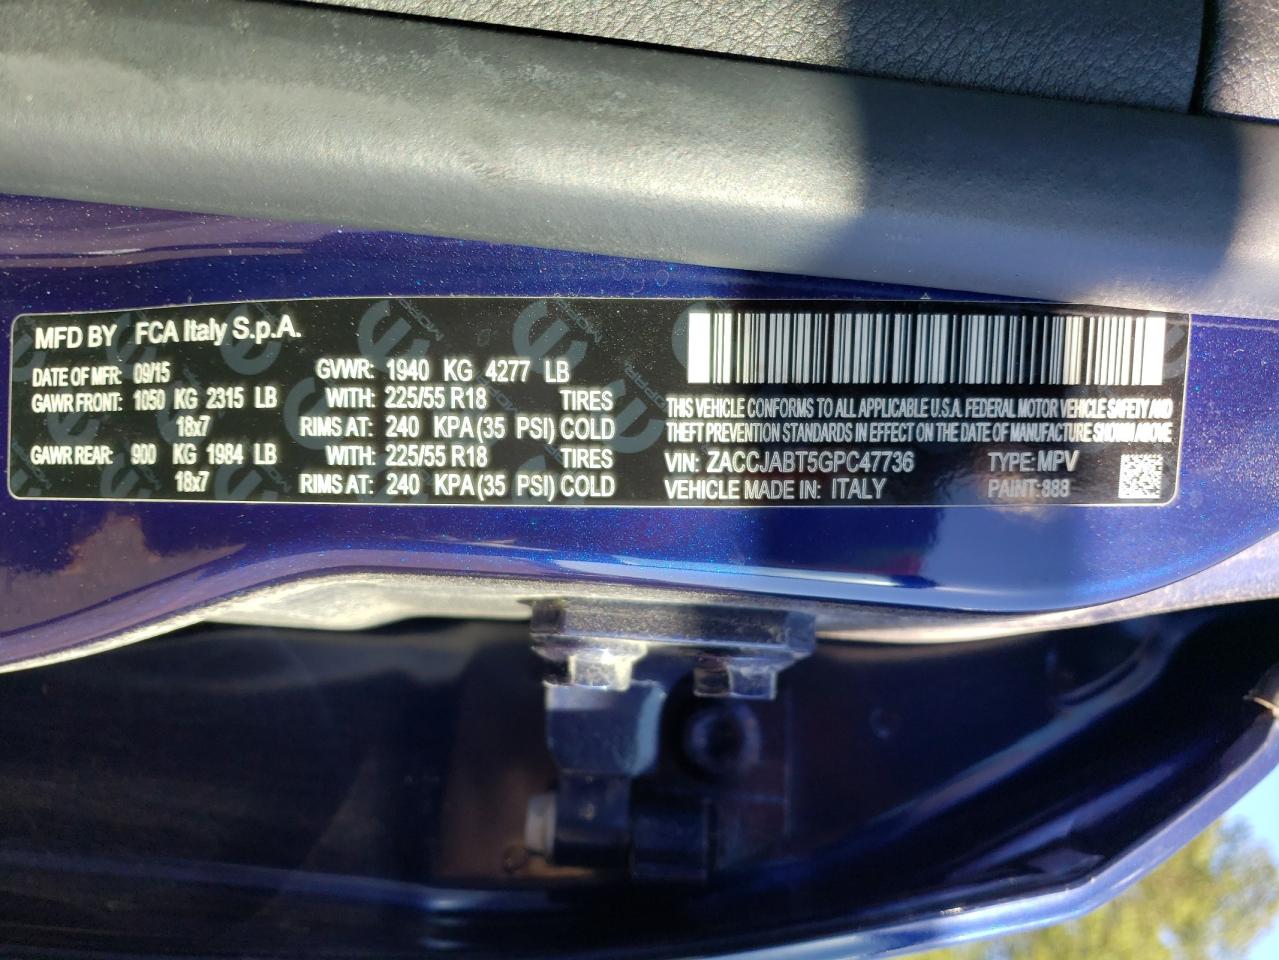 MFD BY FCA Italy S.p.A.
DATE OF MFR: 09/15 GVWR: 1940 KG 4277 LB
GAWR FRONT: 1050 KG 2315 LB WITH: 225/55 R18 TIRES
18x7 RIMS AT: 240 KPA(35 PSI) COLD
GAWR REAR: 900 KG 1984 LB WITH: 225/55 R18 TIRES
18x7 RIMS AT: 240 KPA(35 PSI) COLD
THIS VEHICLE CONFORMS TO ALL APPLICABLE U.S.A. FEDERAL MOTOR VEHICLE SAFETY AND
THEFT PREVENTION STANDARDS IN EFFECT ON THE DATE OF MANUFACTURE SHOWN ABOVE
VIN: ZACCJABT5GPC47736 TYPE: MPV
VEHICLE MADE IN: ITALY PAINT: 888
MOPAR